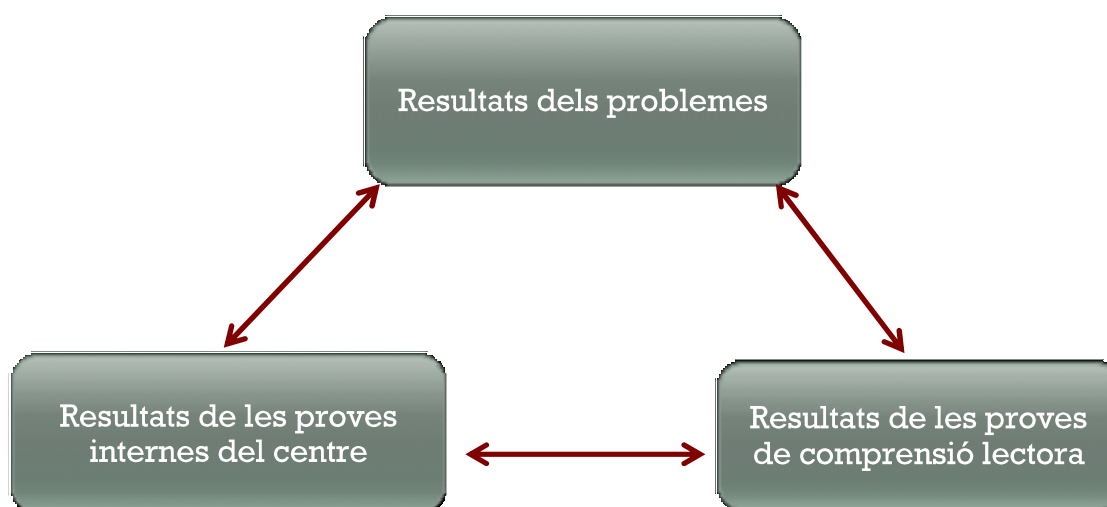 Resultats dels problemes
Resultats de les proves
internes del centre
Resultats de les proves
de comprensió lectora